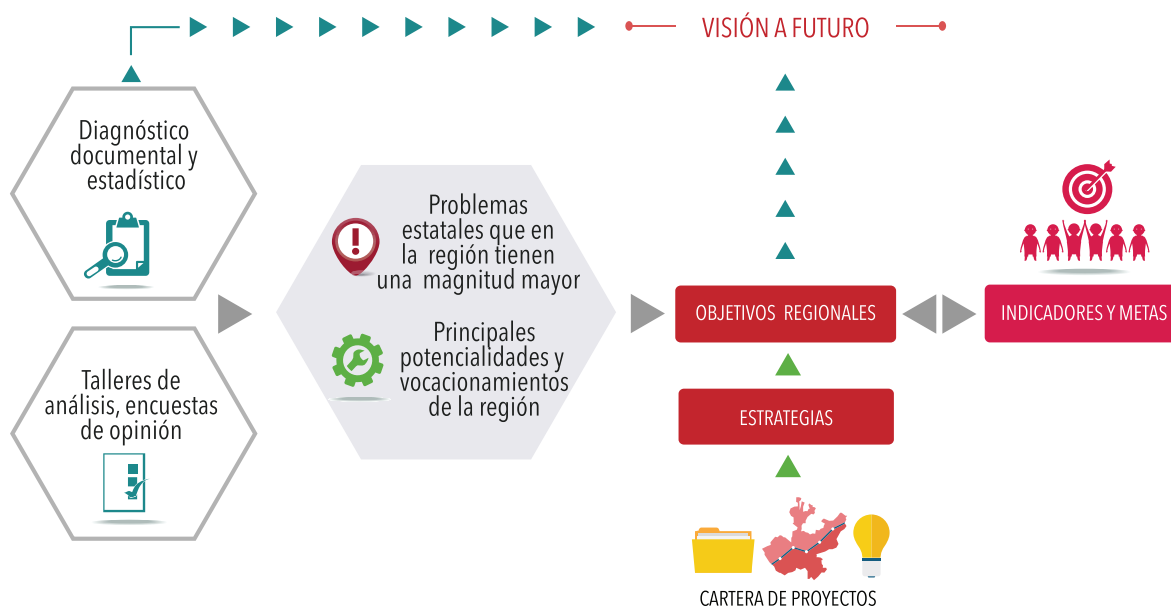 VISIÓN A FUTURO
Diagnóstico
documental y
estadístico
Talleres de
análisis, encuestas
de opinión
Problemas
estatales que en
la región tienen
una magnitud mayor
Principales
potencialidades y
vocacionamientos
de la región
OBJETIVOS REGIONALES
INDICADORES Y METAS
ESTRATEGIAS
CARTERA DE PROYECTOS